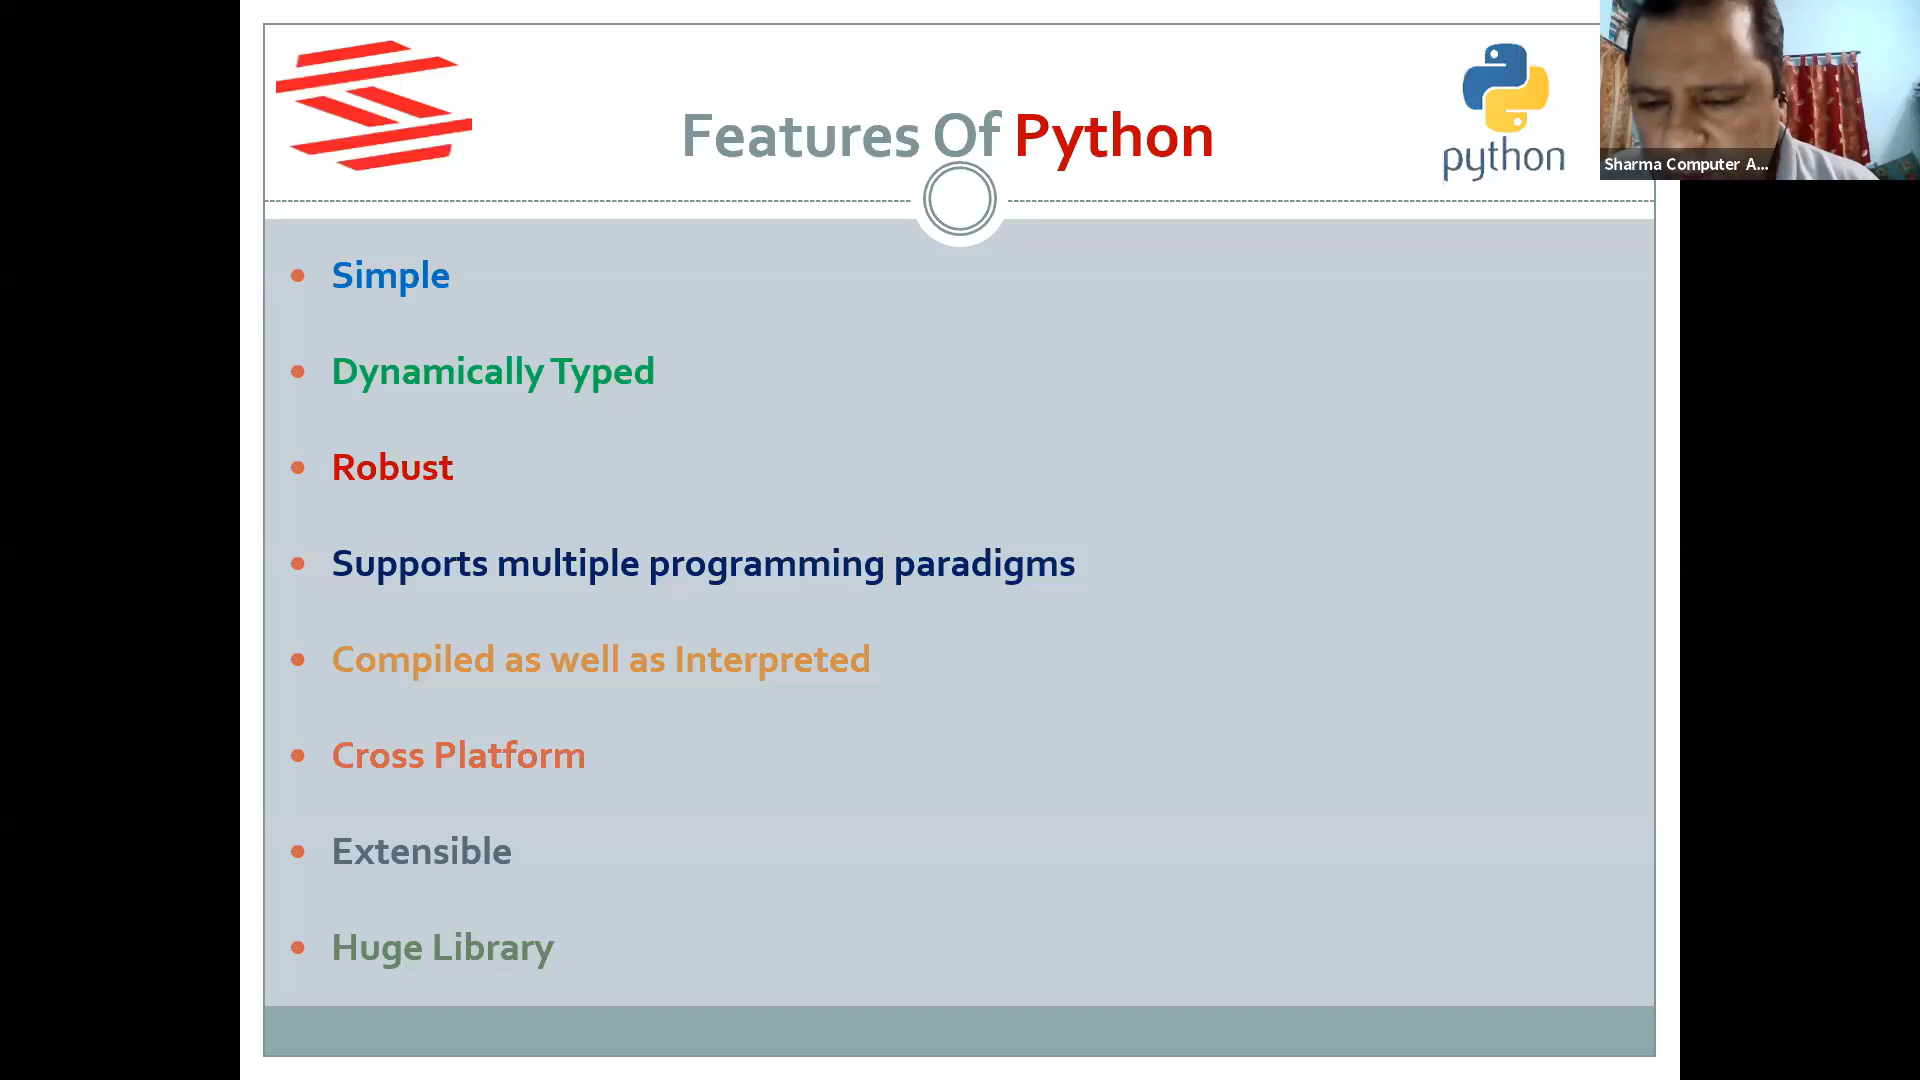 Features Of Python
python
Sharma Computer A...
Simple
Dynamically Typed
Robust
Supports multiple programming paradigms
Compiled as well as Interpreted
Cross Platform
Extensible
Huge Library